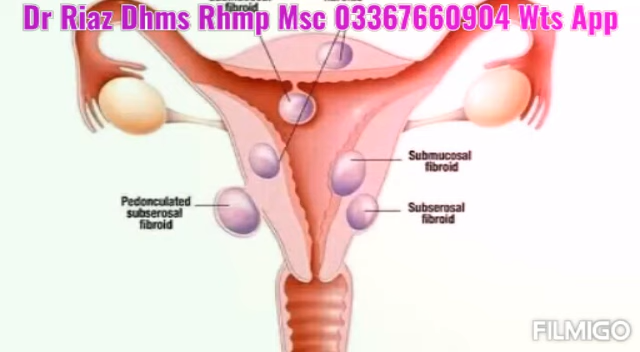 Dr Riaz Dhms Rhmp Msc 03367660904 Wts App
fibroid
Submucosal
fibroid
Pedonculated
subserosal
fibroid
Subserosal
fibroid
FILMIGO